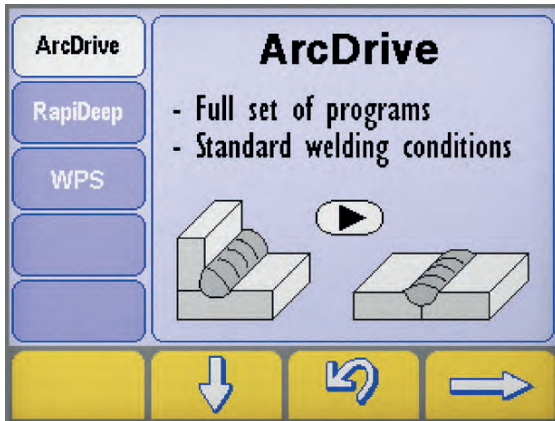 ArcDrive
RapiDeep
WPS
ArcDrive
- Full set of programs
- Standard welding conditions